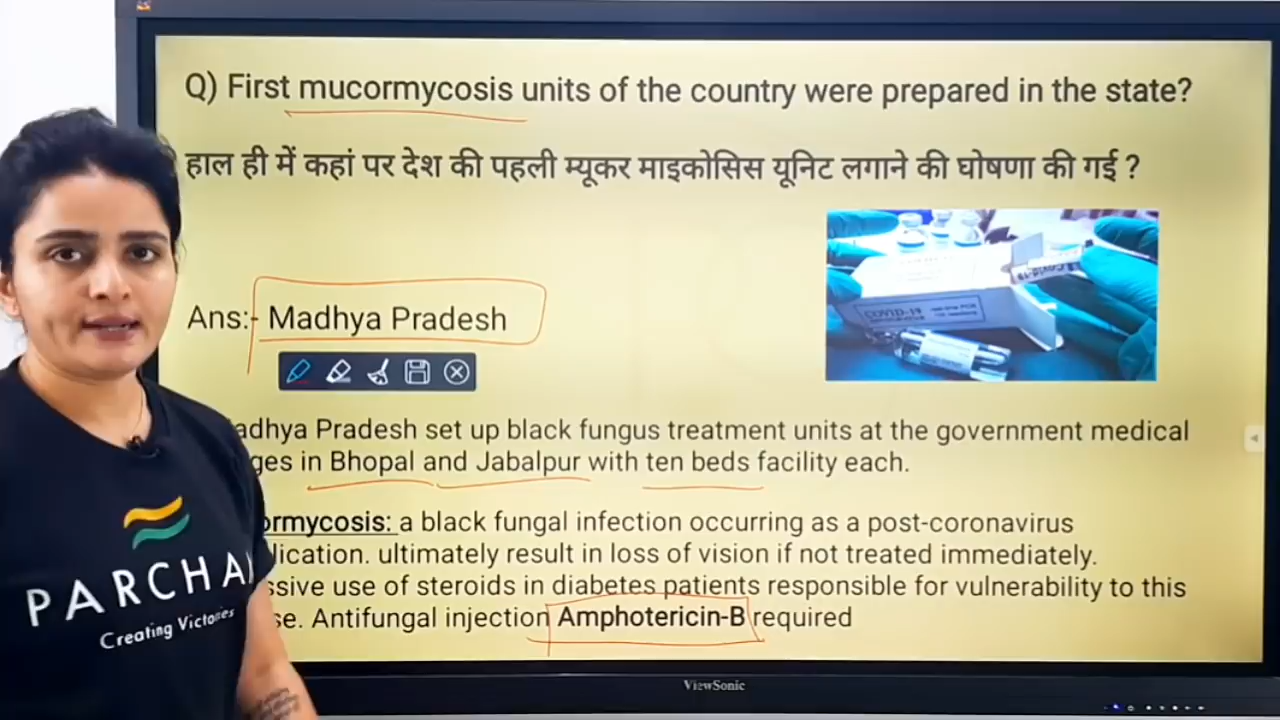 Q) First mucormycosis units of the country were prepared in the state?
हाल ही में कहां पर देश की पहली म्यूकर माइकोसिस यूनिट लगाने की घोषणा की गई ?
Ans:- Madhya Pradesh
COVID-19
adhya Pradesh set up black fungus treatment units at the government medical
ges in Bhopal and Jabalpur with ten beds facility each.
ormycosis: a black fungal infection occurring as a post-coronavirus
lication. ultimately result in loss of vision if not treated immediately.
ssive use of steroids in diabetes patients responsible for vulnerability to this
se. Antifungal injection Amphotericin-B required
PARCHA
Creating Victories
ViewSonic